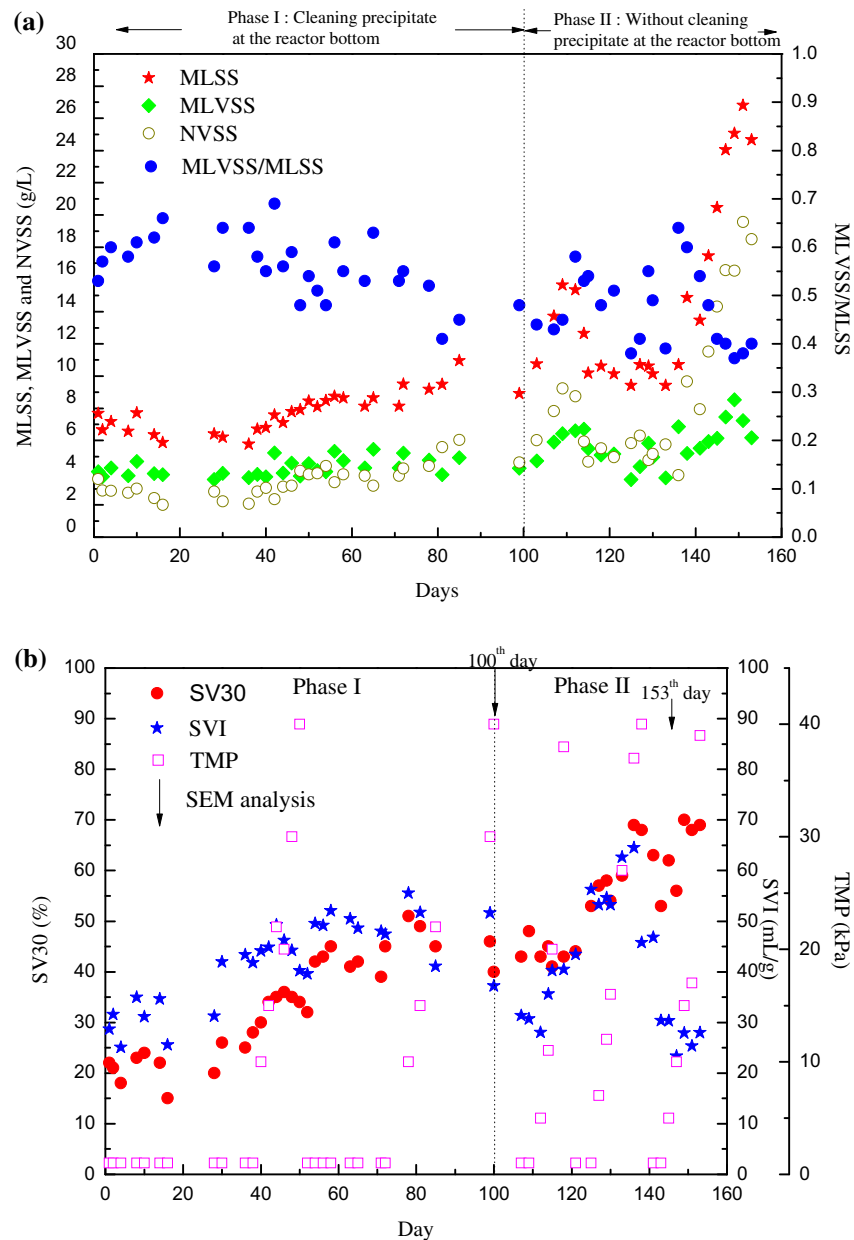 (a)
Phase I : Cleaning precipitate
at the reactor bottom
Phase II : Without cleaning
precipitate at the reactor bottom
MLSS
MLVSS
NVSS
MLVSS/MLSS
MLSS, MLVSS and NVSS (g/L)
30
28
26
24
22
20
18
16
14
12
10
8
6
4
2
0
1.0
0.9
0.8
0.7
0.6
0.5
0.4
0.3
0.2
0.1
0.0
MLVSS/MLSS
0 20 40 60 80 100 120 140 160
Days
(b)
100th day
Phase I
Phase II
153th day
SV30
SVI
TMP
SEM analysis
SV30 (%)
100
90
80
70
60
50
40
30
20
10
0
100
90
80
70
60
50
40
30
20
10
0
SVI (mL/g)
40
30
20
10
0
TMP (kPa)
0 20 40 60 80 100 120 140 160
Day